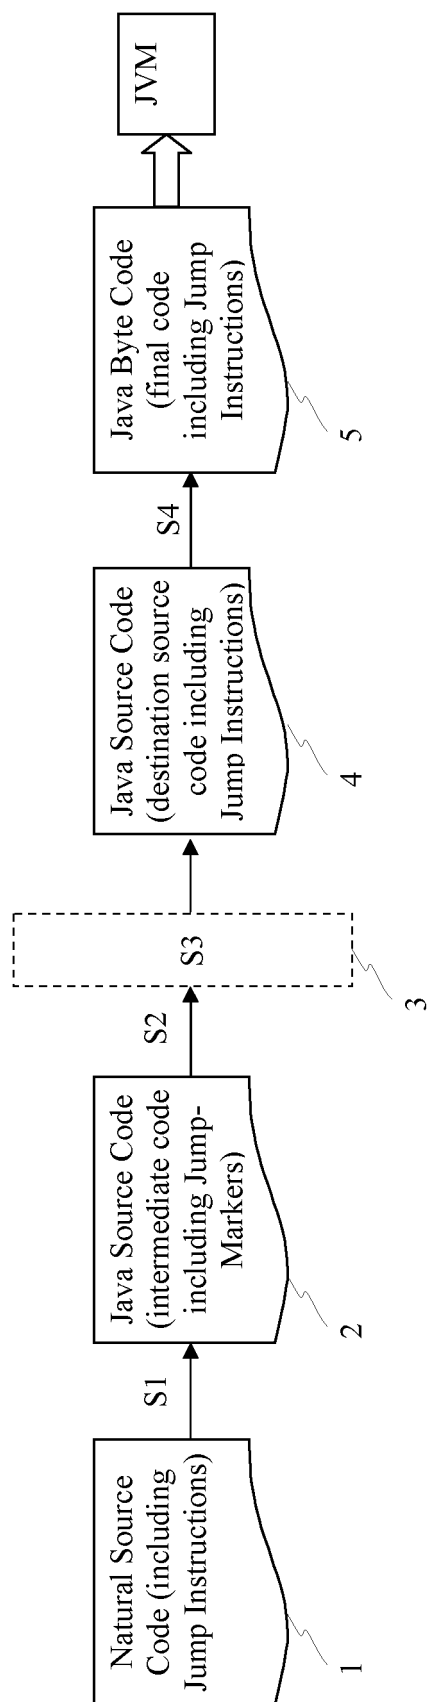 Natural Source
Code (including
Jump Instructions)
1
S1
Java Source Code
(intermediate code
including Jump-
Markers)
2
S2
S3
3
Java Source Code
(destination source
code including
Jump Instructions)
4
S4
Java Byte Code
(final code
including Jump
Instructions)
5
JVM